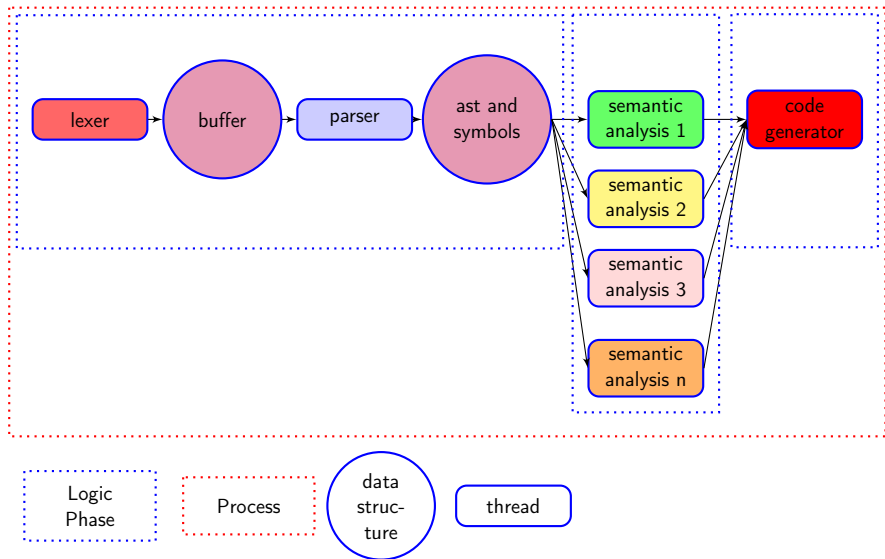 lexer
buffer
parser
ast and
symbols
semantic
analysis 1
code
generator
semantic
analysis 2
semantic
analysis 3
semantic
analysis n
Logic
Phase
Process
data
struc-
ture
thread